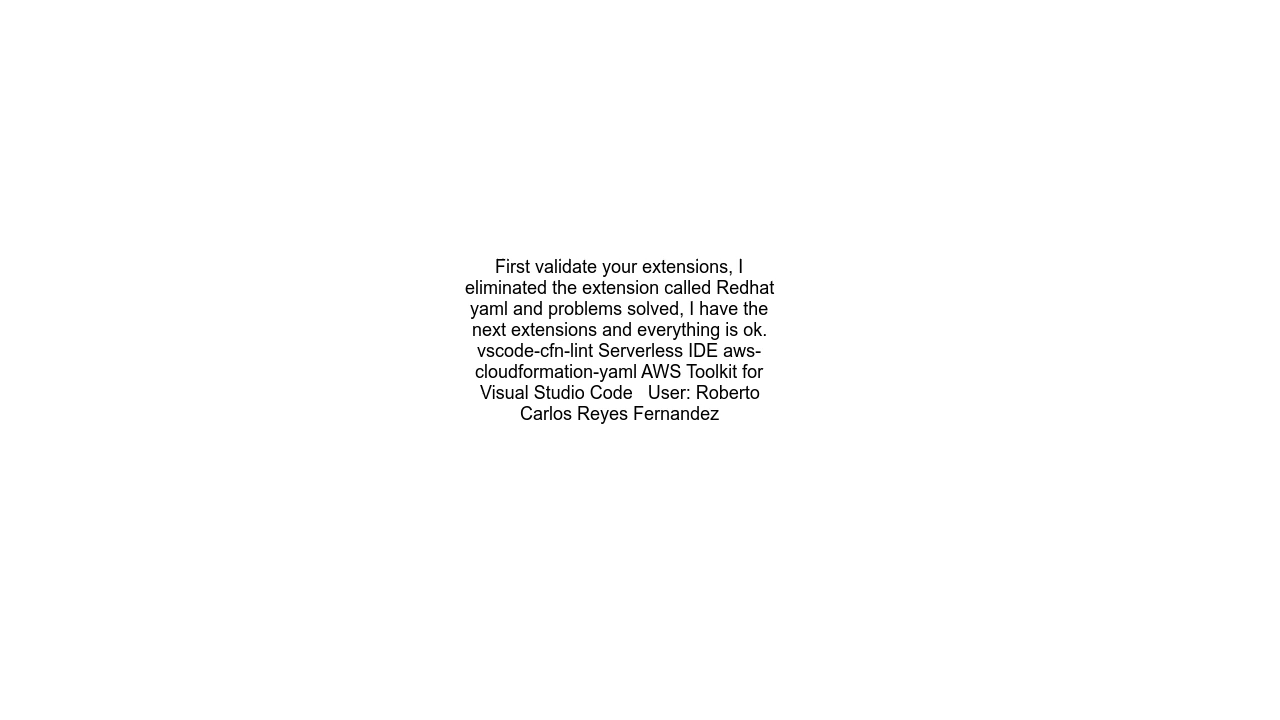 First validate your extensions, I
eliminated the extension called Redhat
yaml and problems solved, I have the
next extensions and everything is ok.
vscode-cfn-lint Serverless IDE aws-
cloudformation-yaml AWS Toolkit for
Visual Studio Code   User: Roberto
Carlos Reyes Fernandez